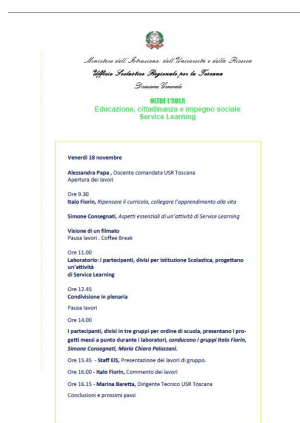 Ministero dell'Istruzione, dell'Università e della Ricerca
Ufficio Scolastico Regionale per la Toscana
Direzione Generale
OLTRE L'AULA
Educazione, cittadinanza e impegno sociale
Service Learning
Venerdì 18 novembre
Alessandra Papa , Docente comandata USR Toscana
Apertura dei lavori
Ore 9.30
Italo Fiorin, Ripensare il curricolo, collegare l'apprendimento alla vita
Simone Consegnati, Aspetti essenziali di un'attività di Service Learning
Visione di un filmato
Pausa lavori . Coffee Break
Ore 11.00
Laboratorio: i partecipanti, divisi per Istituzione Scolastica, progettano
un'attività
di Service Learning
Ore 12.45
Condivisione in plenaria
Pausa lavori
Ore 14.00
I partecipanti, divisi in tre gruppi per ordine di scuola, presentano i pro-
getti messi a punto durante i laboratori, conducono i gruppi Italo Fiorin,
Simone Consegnati, Maria Chiara Palazzani.
Ore 15.45 - Staff EIS, Presentazione dei lavori di gruppo.
Ore 16.00 - Italo Fiorin, Commento dei lavori
Ore 16.15 - Marina Baretta, Dirigente Tecnico USR Toscana
Conclusioni e prossimi passi